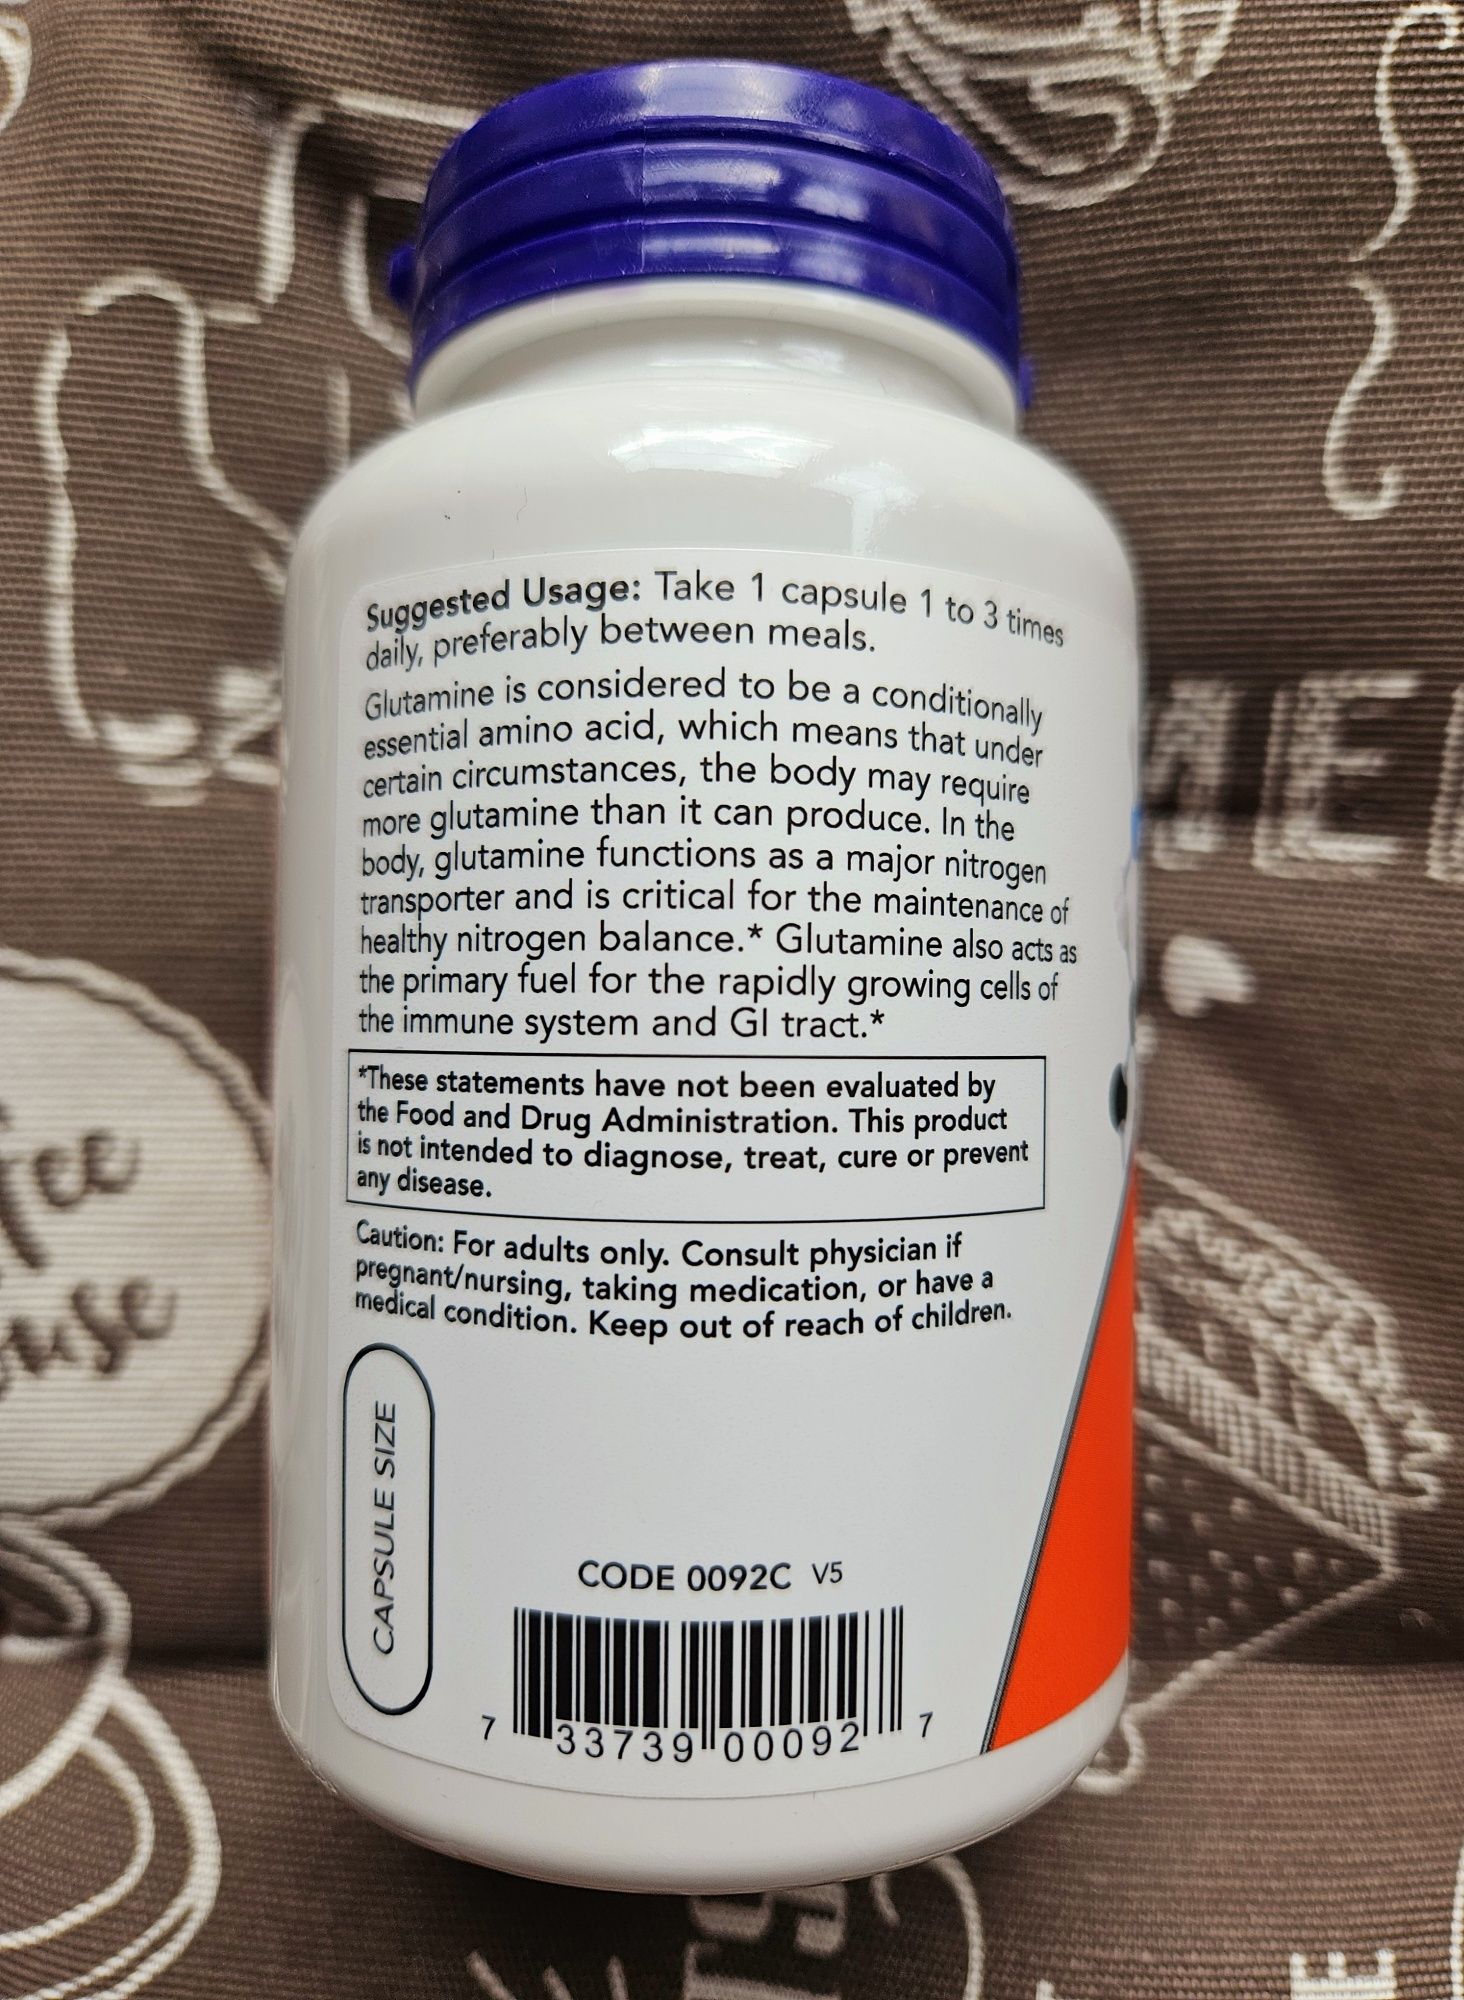 Suggested Usage: Take 1 capsule 1 to 3 times
daily, preferably between meals.
Glutamine is considered to be a conditionally
essential amino acid, which means that under
certain circumstances, the body may require
more glutamine than it can produce. In the
body, glutamine functions as a major nitrogen
transporter and is critical for the maintenance of
healthy nitrogen balance.* Glutamine also acts as
the primary fuel for the rapidly growing cells of
the immune system and GI tract.*
*These statements have not been evaluated by
the Food and Drug Administration. This product
is not intended to diagnose, treat, cure or prevent
any disease.
Caution: For adults only. Consult physician if
pregnant/nursing, taking medication, or have a
medical condition. Keep out of reach of children.
CAPSULE SIZE
CODE 0092C V5
7 33739 00092 7